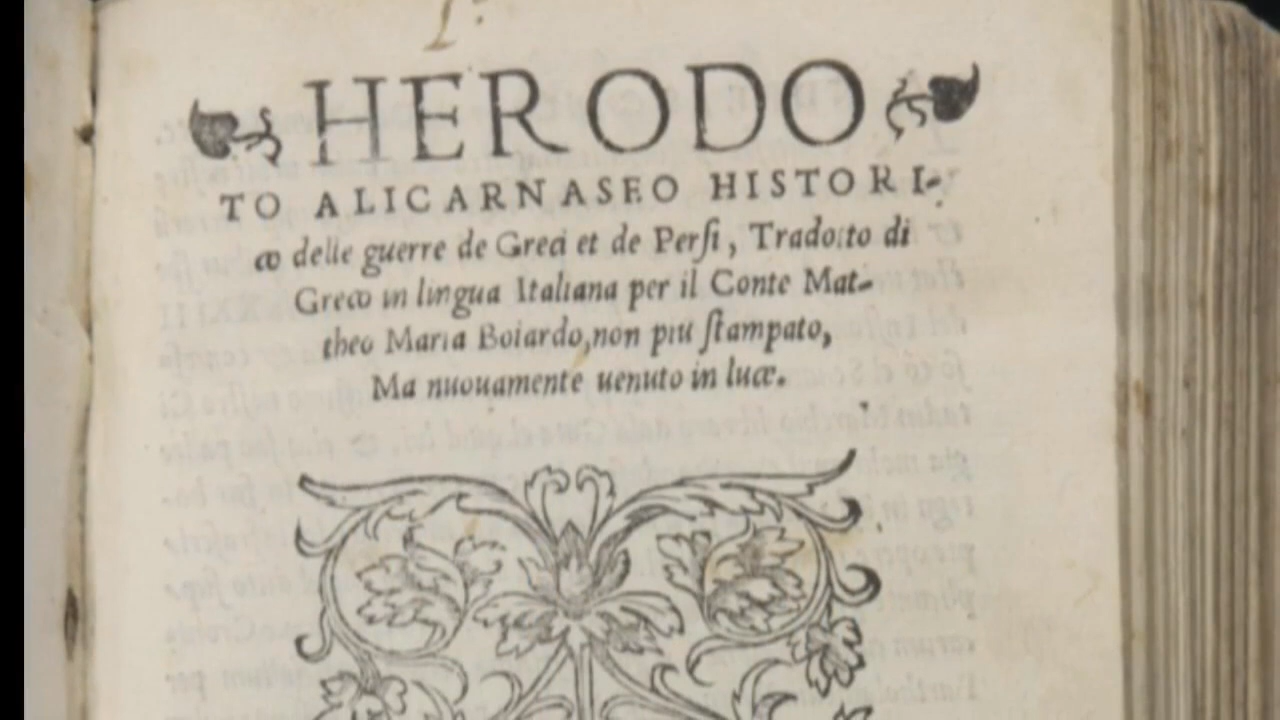 HERODO
TO ALICARNASEO HISTORI-
co delle guerre de Greci et de Persi, Tradotto di
Greco in lingua Italiana per il Conte Mat-
theo Maria Boiardo, non piu stampato,
Ma nuouamente uenuto in luce.